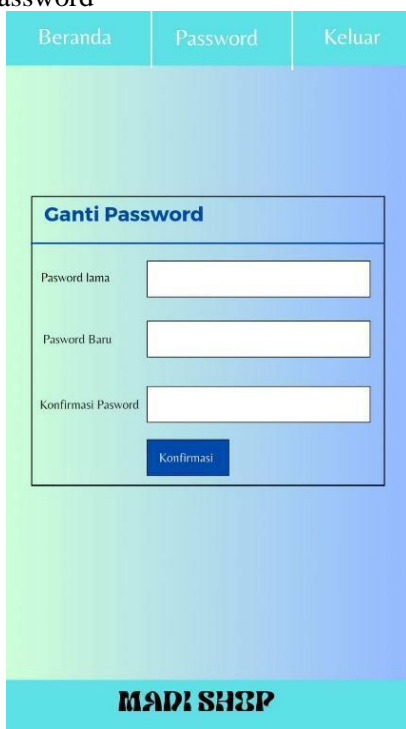 assword
Beranda Password Keluar
Ganti Password
Pasword lama
Pasword Baru
Konfirmasi Pasword
Konfirmasi
MADI SHOP